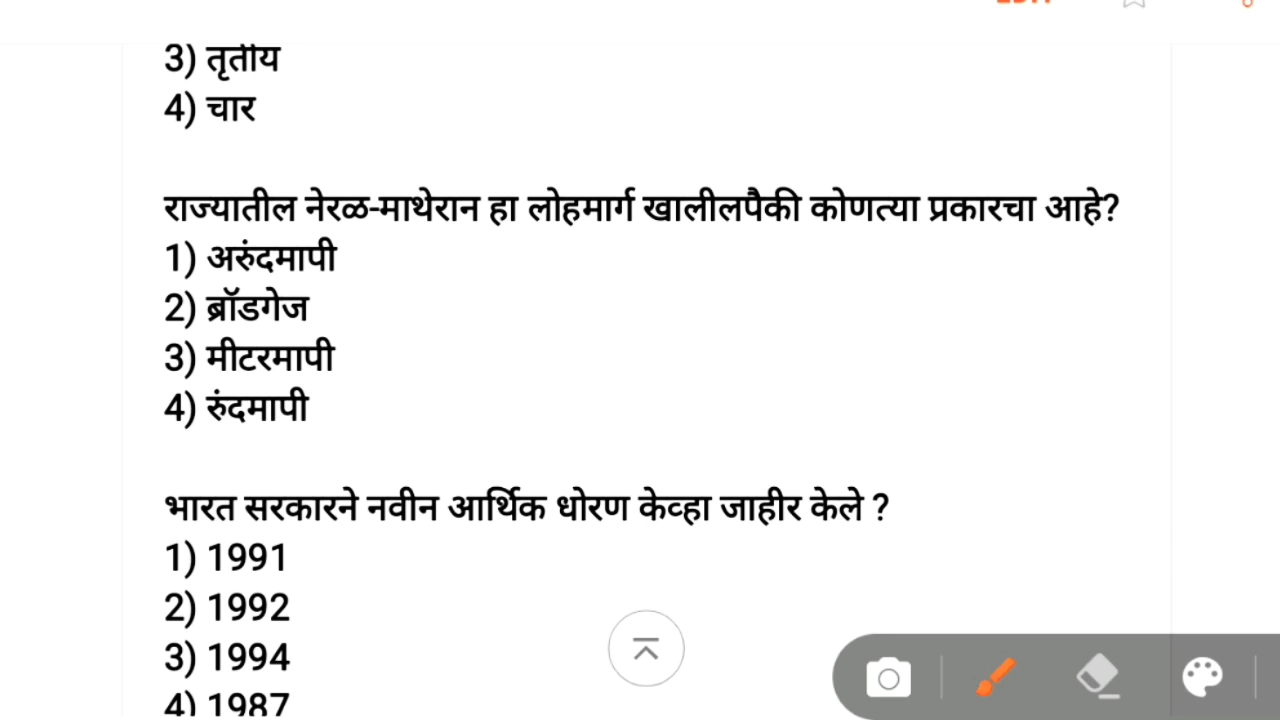 3) तृतीय
4) चार
राज्यातील नेरळ-माथेरान हा लोहमार्ग खालीलपैकी कोणत्या प्रकारचा आहे?
1) अरुंदमापी
2) ब्रॉडगेज
3) मीटरमापी
4) रुंदमापी
भारत सरकारने नवीन आर्थिक धोरण केव्हा जाहीर केले ?
1) 1991
2) 1992
3) 1994
4) 1987